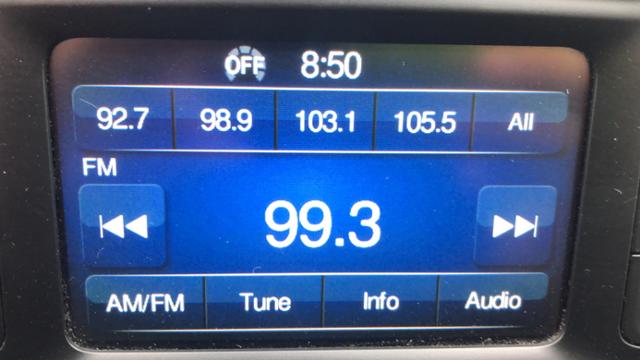 OFF 8:50
92.7 98.9 103.1 105.5 All
FM
99.3
AM/FM Tune Info Audio